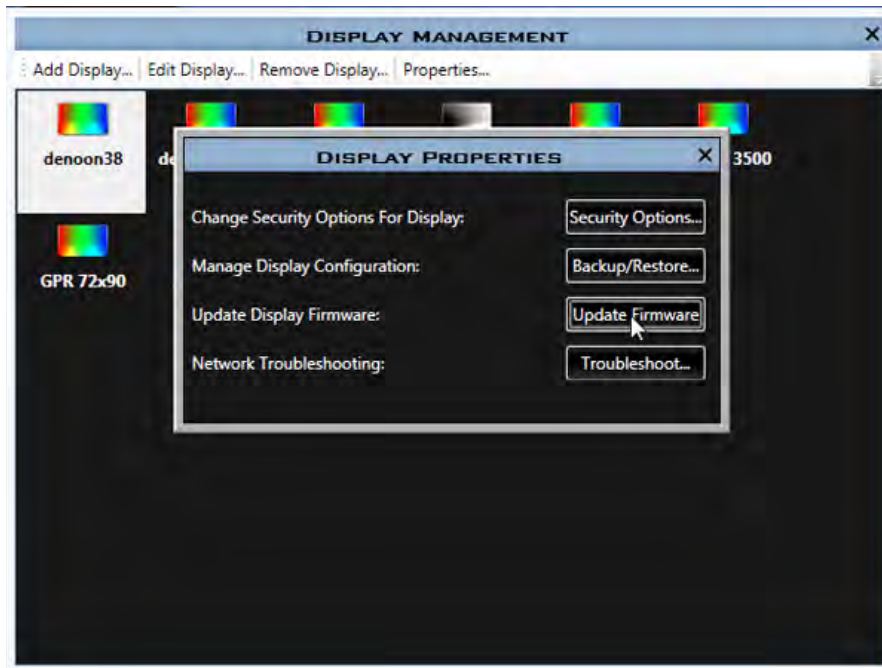 DISPLAY MANAGEMENT
Add Display... Edit Display... Remove Display... Properties...
denoon38 de 3500
DISPLAY PROPERTIES
Change Security Options For Display: Security Options...
Manage Display Configuration: Backup/Restore...
Update Display Firmware: Update Firmware
Network Troubleshooting: Troubleshoot...
GPR 72x90